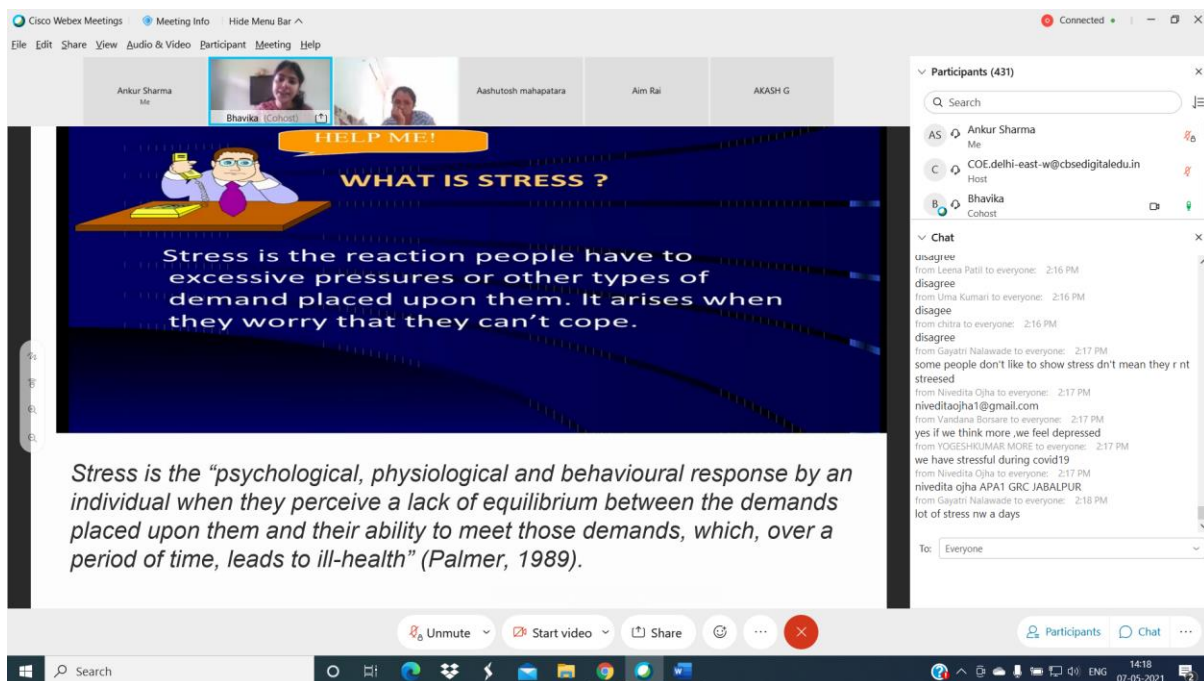 Cisco Webex Meetings Meeting Info Hide Menu Bar
Connected
File Edit Share View Audio & Video Participant Meeting Help
Ankur Sharma
Me
Bhavika (Cohost)
Aashutosh mahapatara
Aim Rai
AKASH G
HELP ME!
WHAT IS STRESS ?
Stress is the reaction people have to
excessive pressures or other types of
demand placed upon them. It arises when
they worry that they can’t cope.
Stress is the “psychological, physiological and behavioural response by an
individual when they perceive a lack of equilibrium between the demands
placed upon them and their ability to meet those demands, which, over a
period of time, leads to ill-health” (Palmer, 1989).
Participants (431)
Search
AS Ankur Sharma
Me
C COE.delhi-east-w@cbsedigitaledu.in
Host
B Bhavika
Cohost
Chat
disagree
from Leena Patil to everyone: 2:16 PM
disagree
from Uma Kumari to everyone: 2:16 PM
disagee
from chitra to everyone: 2:16 PM
disagree
from Gayatri Nalawade to everyone: 2:17 PM
some people don't like to show stress dn't mean they r nt
streesed
from Nivedita Ojha to everyone: 2:17 PM
niveditaojha1@gmail.com
from Vandana Borsare to everyone: 2:17 PM
yes if we think more ,we feel depressed
from YOGESHKUMAR MORE to everyone: 2:17 PM
we have stressful during covid19
from Nivedita Ojha to everyone: 2:17 PM
nivedita ojha APA1 GRC JABALPUR
from Gayatri Nalawade to everyone: 2:18 PM
lot of stress nw a days
To: Everyone
Unmute Start video Share
Participants Chat
Search
ENG 14:18
07-05-2021